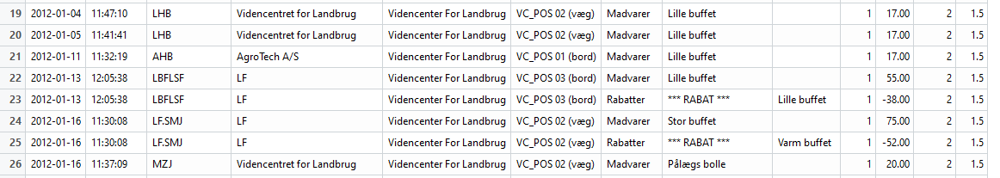 19 2012-01-04 11:47:10 LHB Videncentret for Landbrug Videncenter For Landbrug VC_POS 02 (væg) Madvarer Lille buffet 1 17.00 2 1.5
20 2012-01-05 11:41:41 LHB Videncentret for Landbrug Videncenter For Landbrug VC_POS 02 (væg) Madvarer Lille buffet 1 17.00 2 1.5
21 2012-01-11 11:32:19 AHB AgroTech A/S Videncenter For Landbrug VC_POS 01 (bord) Madvarer Lille buffet 1 17.00 2 1.5
22 2012-01-13 12:05:38 LBFLSF LF Videncenter For Landbrug VC_POS 03 (bord) Madvarer Lille buffet 1 55.00 2 1.5
23 2012-01-13 12:05:38 LBFLSF LF Videncenter For Landbrug VC_POS 03 (bord) Rabatter *** RABAT *** Lille buffet 1 -38.00 2 1.5
24 2012-01-16 11:30:08 LF.SMJ LF Videncenter For Landbrug VC_POS 02 (væg) Madvarer Stor buffet 1 75.00 2 1.5
25 2012-01-16 11:30:08 LF.SMJ LF Videncenter For Landbrug VC_POS 02 (væg) Rabatter *** RABAT *** Varm buffet 1 -52.00 2 1.5
26 2012-01-16 11:37:09 MZJ Videncentret for Landbrug Videncenter For Landbrug VC_POS 02 (væg) Madvarer Pålægs bolle 1 20.00 2 1.5